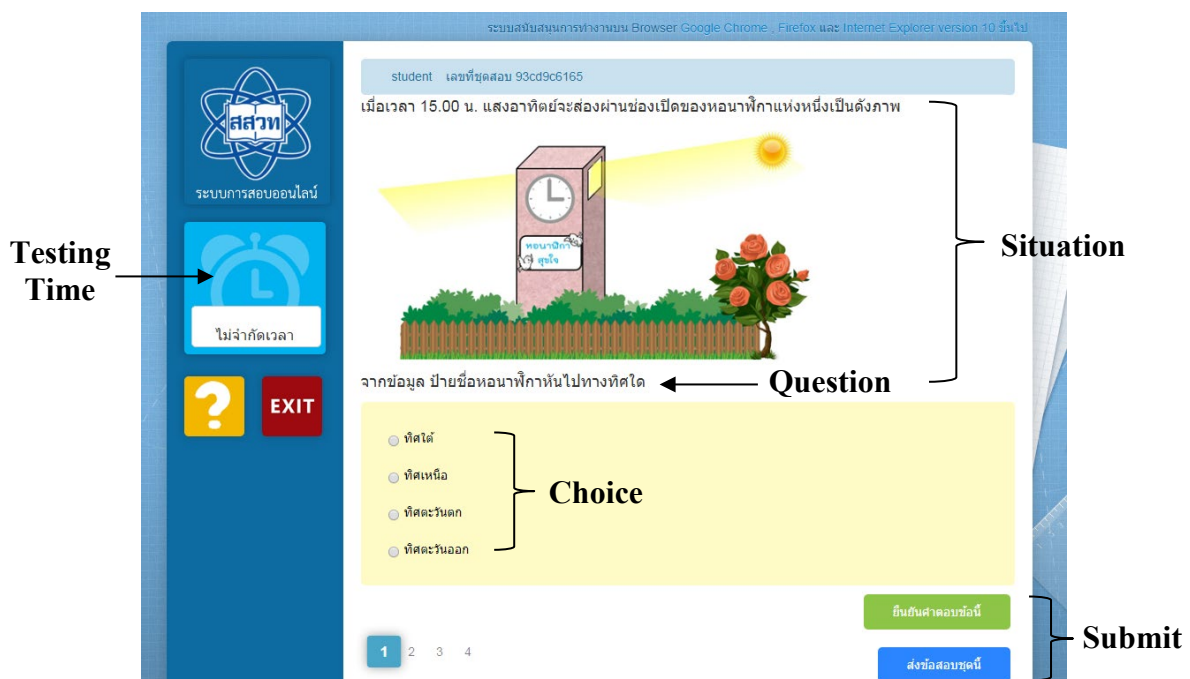 ระบบสนับสนุนการทำงานบน Browser Google Chrome , Firefox และ Internet Explorer version 10 ขึ้นไป
สสวท
ระบบการสอบออนไลน์
student เลขที่ชุดสอบ 93cd9c6165
เมื่อเวลา 15.00 น. แสงอาทิตย์จะส่องผ่านช่องเปิดของหอนาฬิกาแห่งหนึ่งเป็นดังภาพ
หอนาฬิกา
สุขใจ
Situation
Testing
Time
ไม่จำกัดเวลา
จากข้อมูล ป้ายชื่อหอนาฬิกาหันไปทางทิศใด
Question
EXIT
ทิศใต้
ทิศเหนือ
ทิศตะวันตก
ทิศตะวันออก
Choice
ยืนยันคำตอบข้อนี้
ส่งข้อสอบชุดนี้
Submit
1 2 3 4